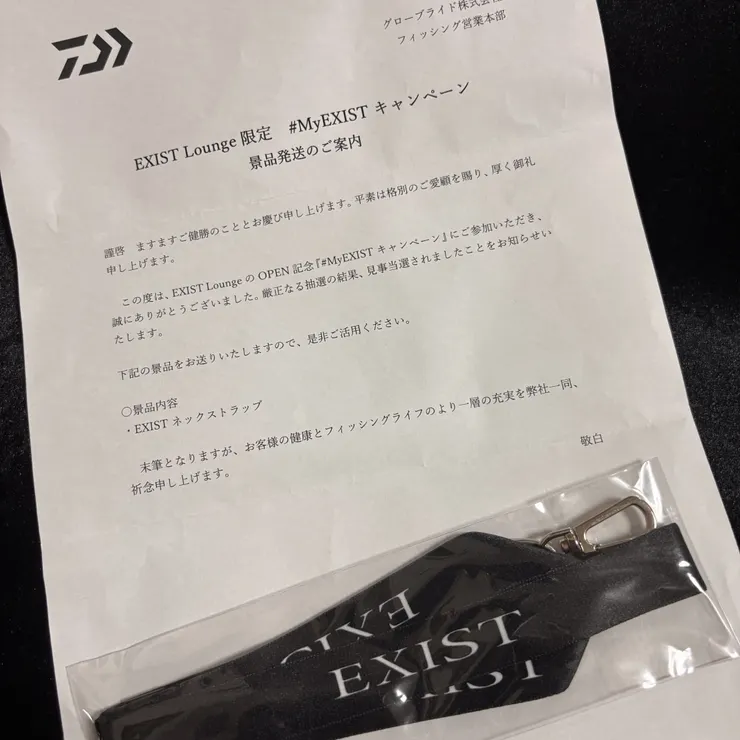 グローブライド株式会社
フィッシング営業本部
EXIST Lounge 限定　#MyEXIST キャンペーン
景品発送のご案内
謹啓　ますますご健勝のこととお慶び申し上げます。平素は格別のご愛顧を賜り、厚く御礼
申し上げます。
この度は、EXIST Lounge の OPEN 記念『#MyEXIST キャンペーン』にご参加いただき、
誠にありがとうございました。厳正なる抽選の結果、見事当選されましたことをお知らせい
たします。
下記の景品をお送りいたしますので、是非ご活用ください。
〇景品内容
・EXIST ネックストラップ
末筆となりますが、お客様の健康とフィッシングライフのより一層の充実を弊社一同、
祈念申し上げます。
敬白
EXIST
EXIST
EXIST